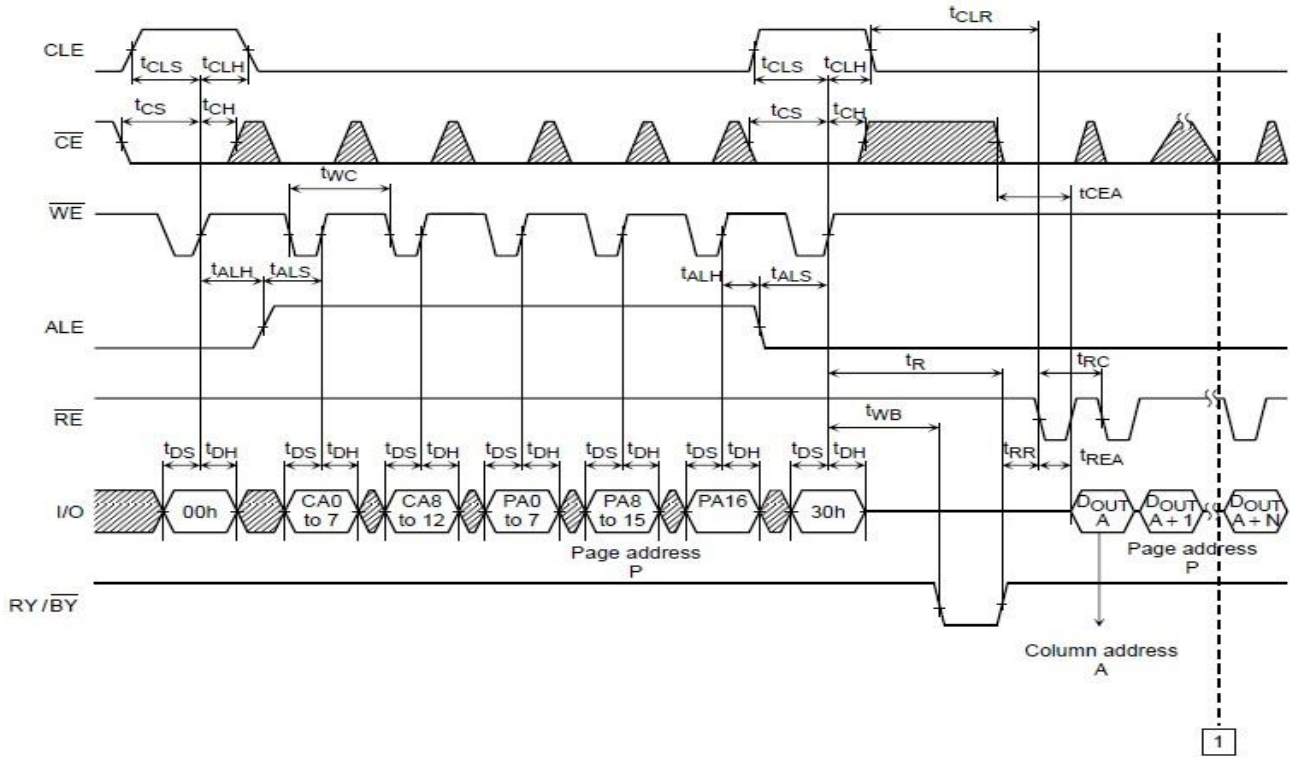 tCLR
CLE
tCLS tCLH tCLS tCLH
tCS tCH tCS tCH
CE
tWC tCEA
WE
tALH tALS tALH tALS
ALE
tR tRC
RE
tWB
tDS tDH tDS tDH tDS tDH tDS tDH tDS tDH tDS tDH tDS tDH tRR tREA
I/O 00h CA0 to 7 CA8 to 12 PA0 to 7 PA8 to 15 PA16 30h DOUT A DOUT A + 1 DOUT A + N
Page address P
Page address P
RY / BY
Column address A
1